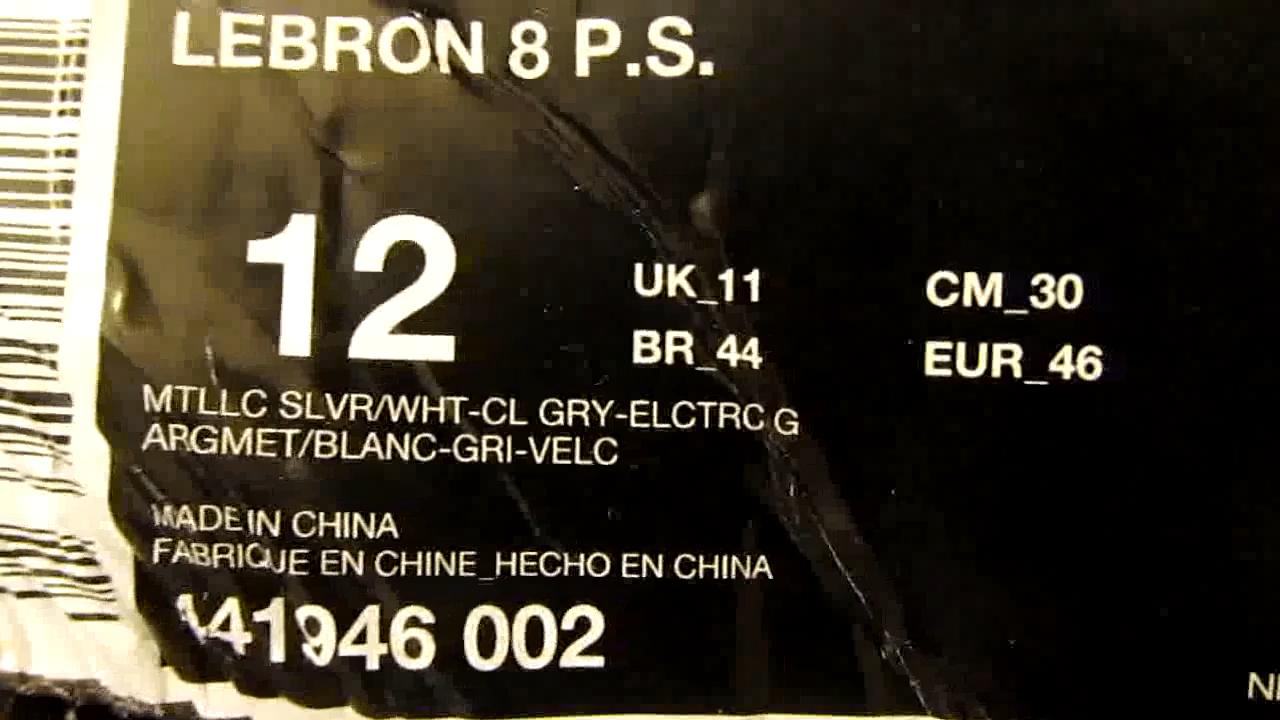 LEBRON 8 P.S.
12
UK_11
CM_30
BR_44
EUR_46
MTLLC SLVR/WHT-CL GRY-ELCTRC G
ARGMET/BLANC-GRI-VELC
MADE IN CHINA
FABRIQUE EN CHINE_HECHO EN CHINA
441946 002